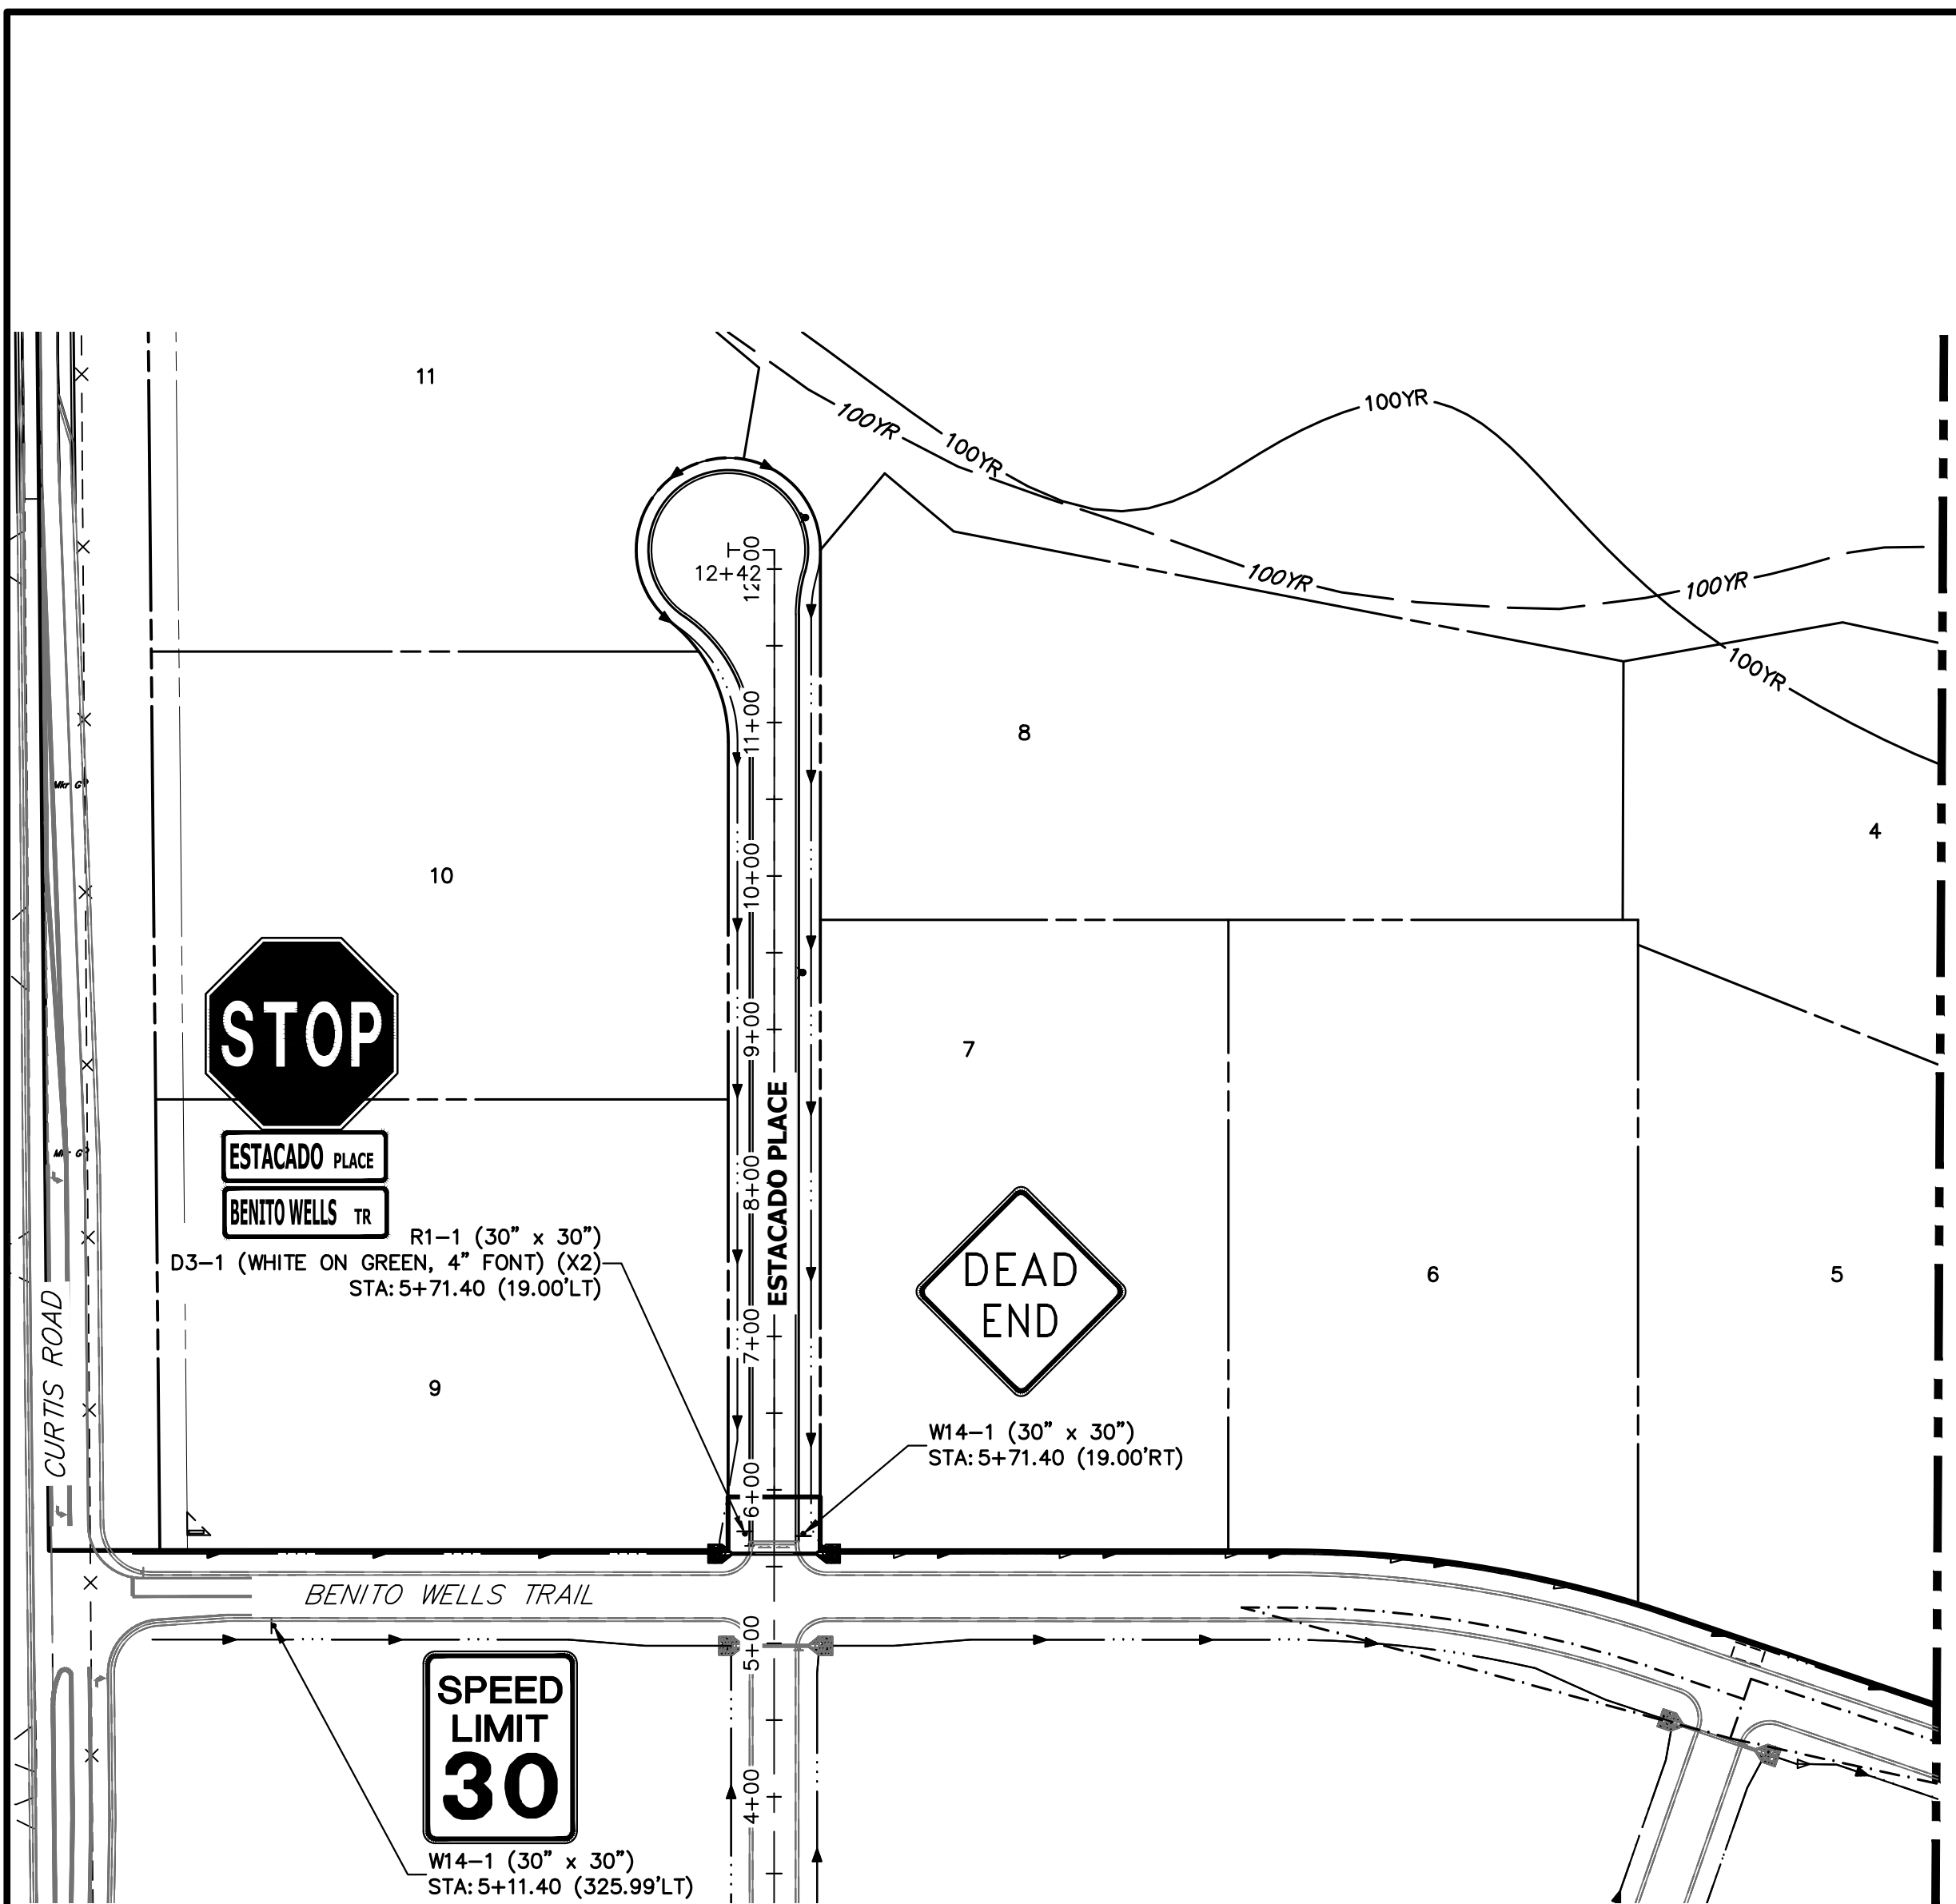 11
100YR
100YR
100YR
100YR
100YR
100YR
12+42
12+00
11+00
10+00
9+00
8+00
7+00
6+00
5+00
4+00
ESTACADO PLACE
8
4
10
7
6
5
9
Mkr G
STOP
ESTACADO PLACE
BENITO WELLS TR
R1-1 (30" x 30")
D3-1 (WHITE ON GREEN, 4" FONT) (X2)
STA: 5+71.40 (19.00'LT)
DEAD
END
W14-1 (30" x 30")
STA: 5+71.40 (19.00'RT)
CURTIS ROAD
BENITO WELLS TRAIL
SPEED
LIMIT
30
W14-1 (30" x 30")
STA: 5+11.40 (325.99'LT)